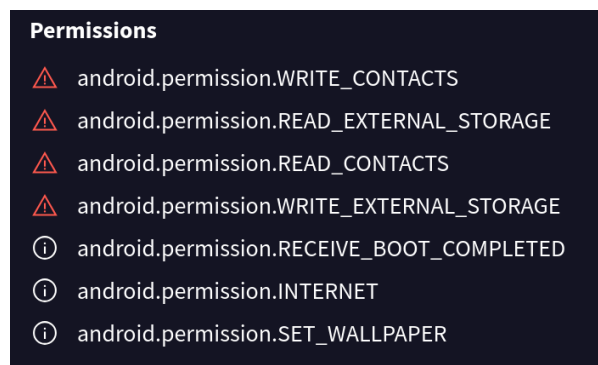 Permissions
android.permission.WRITE_CONTACTS
android.permission.READ_EXTERNAL_STORAGE
android.permission.READ_CONTACTS
android.permission.WRITE_EXTERNAL_STORAGE
android.permission.RECEIVE_BOOT_COMPLETED
android.permission.INTERNET
android.permission.SET_WALLPAPER